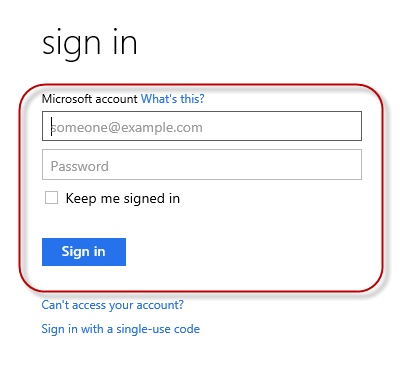 sign in
Microsoft account What's this?
someone@example.com
Password
Keep me signed in
Sign in
Can't access your account?
Sign in with a single-use code